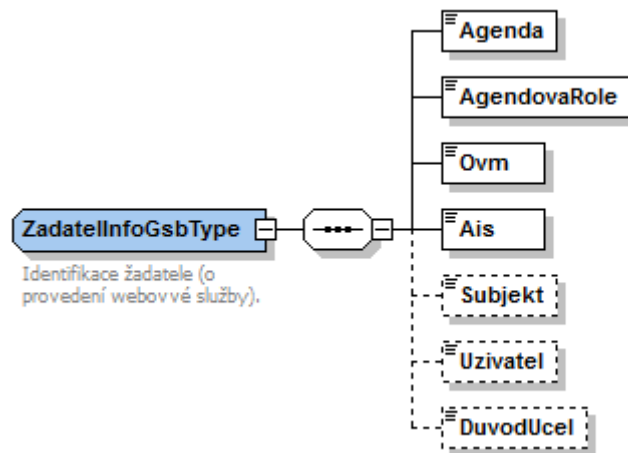 Agenda
AgendovaRole
Ovm
ZadatelInfoGsbType
Ais
Identifikace žadatele (o
provedení webovvé služby).
Subjekt
Uzivatel
DuvodUcel